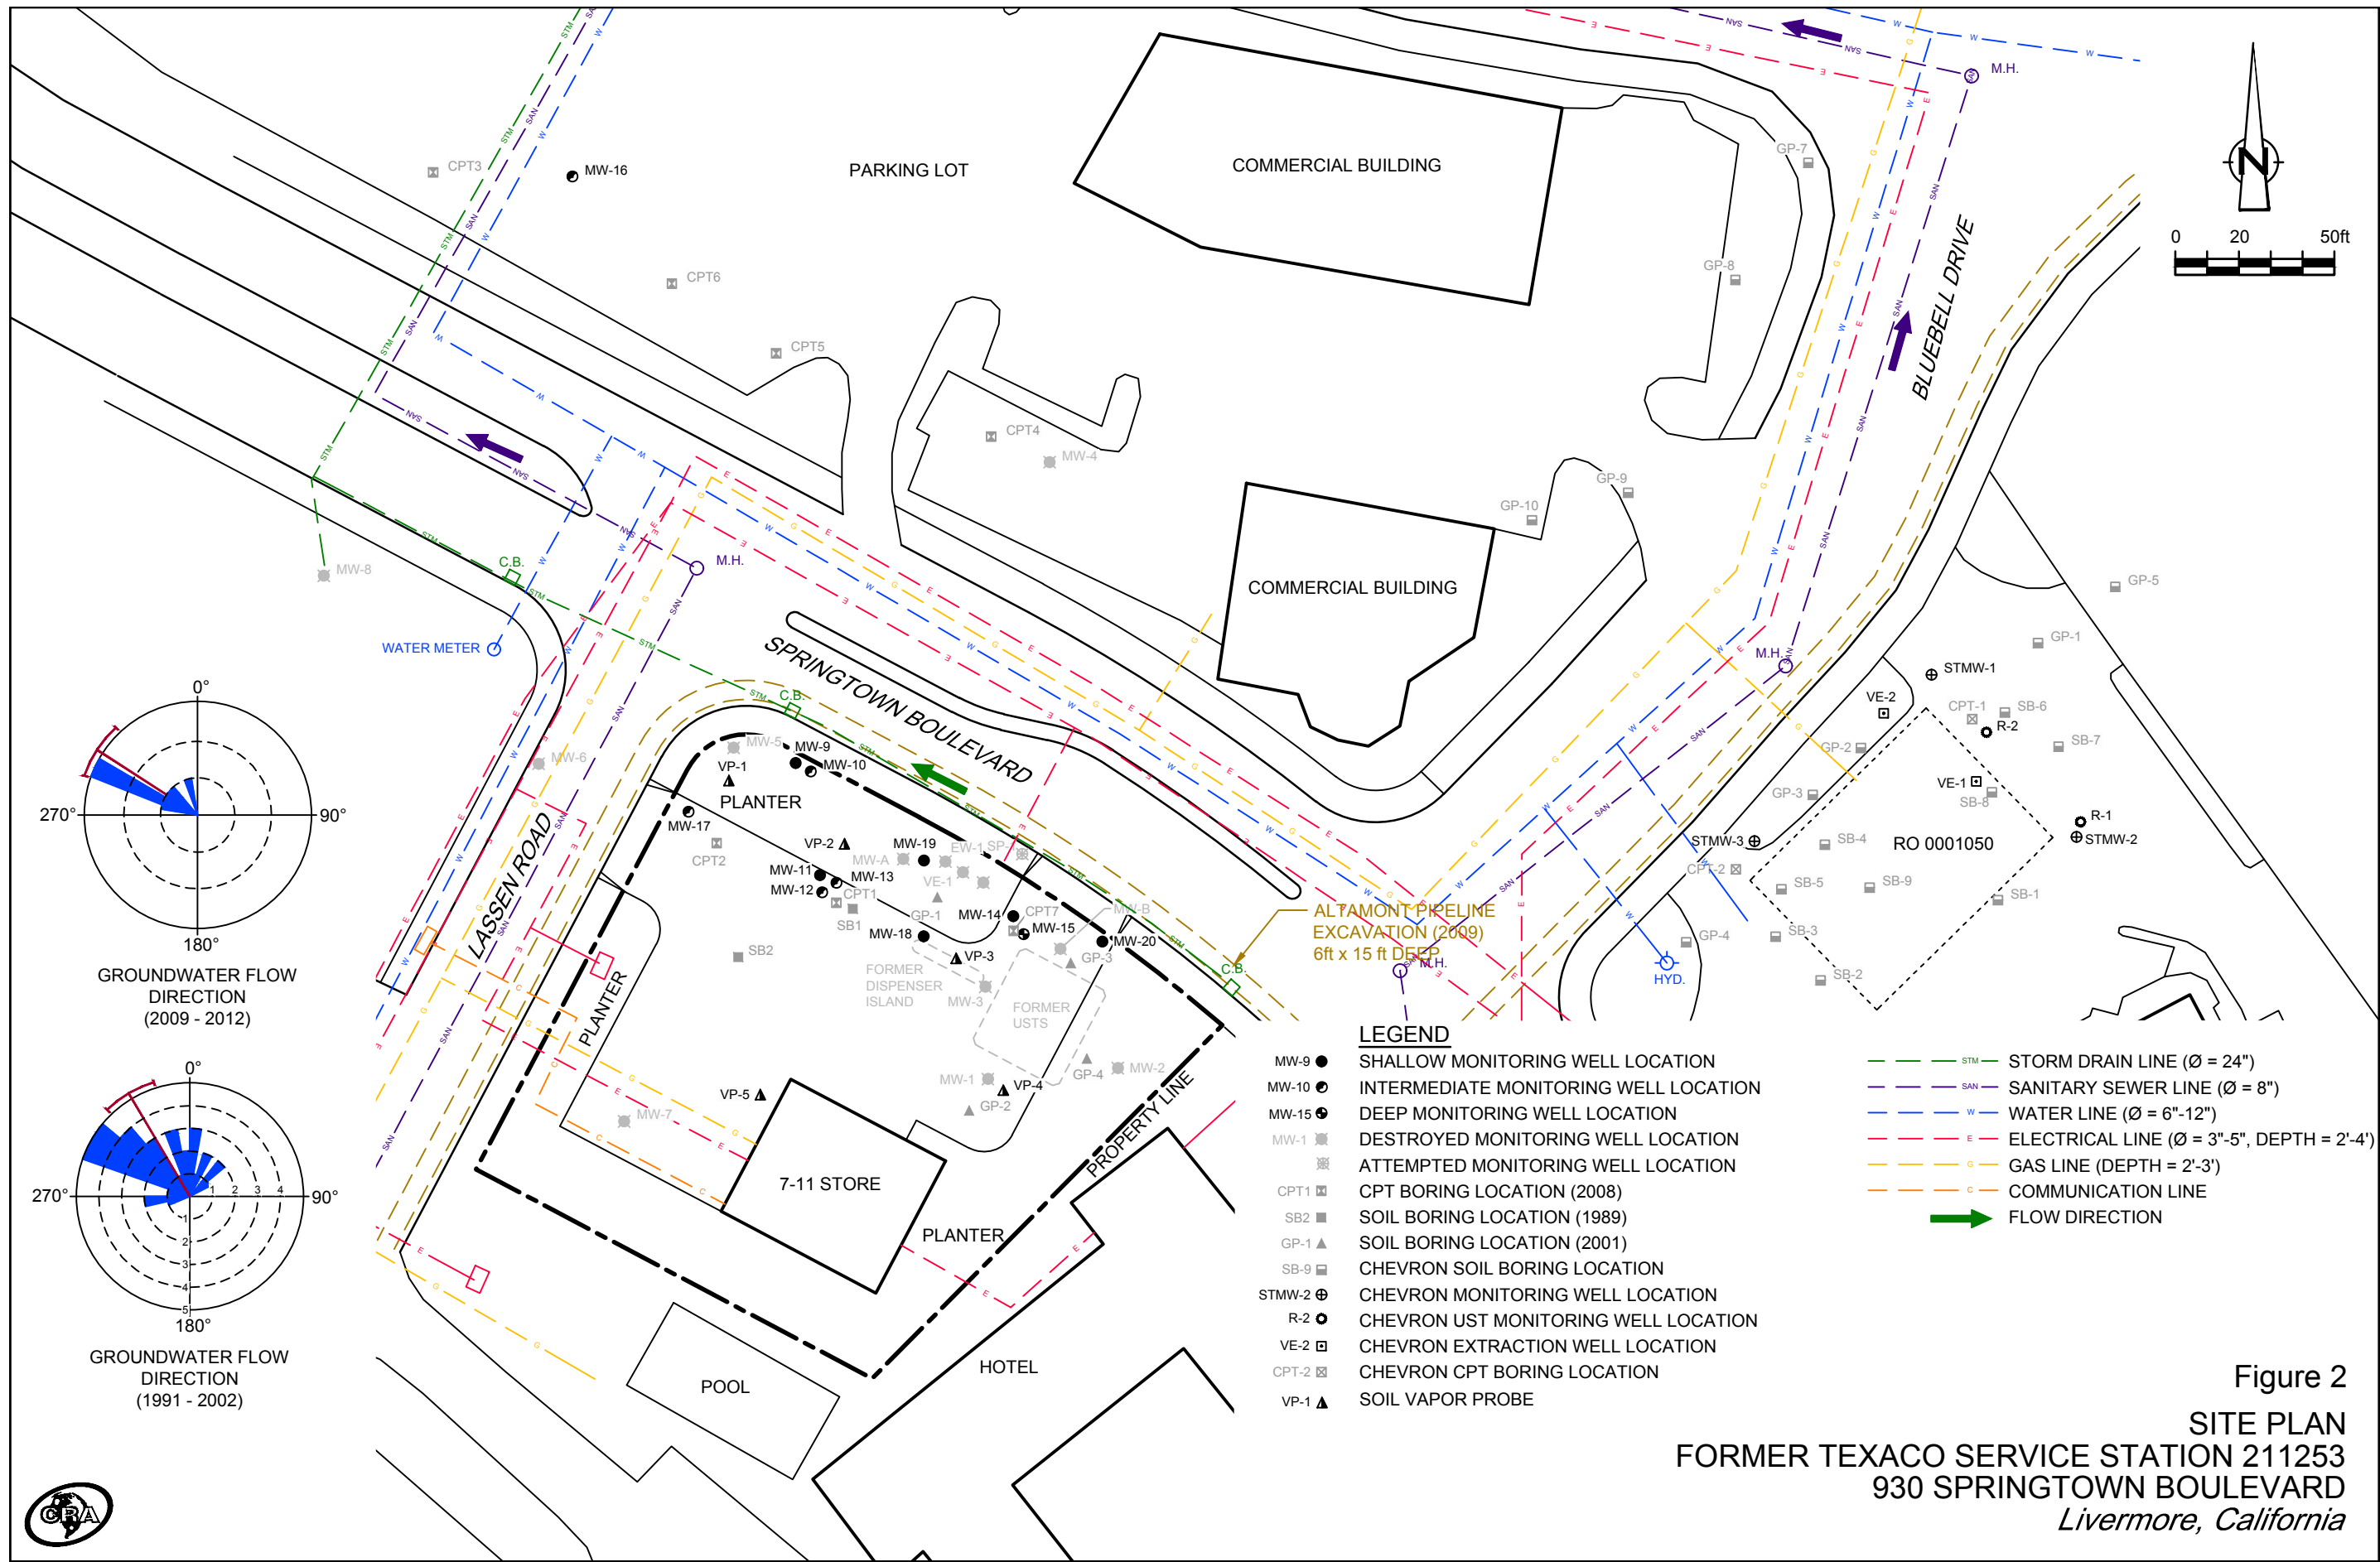 STM
SAN
W
E
SAN
E
SAN
W
G
W
W
M.H.
N
0 20 50ft
CPT3
MW-16
PARKING LOT
COMMERCIAL BUILDING
GP-7
GP-8
BLUEBELL DRIVE
CPT6
CPT5
CPT4
MW-4
GP-9
GP-10
MW-8
C.B.
M.H.
COMMERCIAL BUILDING
GP-5
GP-1
WATER METER
SPRINGTOWN BOULEVARD
M.H.
STMW-1
VE-2
CPT-1
SB-6
R-2
GP-2
SB-7
C.B.
MW-5
MW-9
MW-10
MW-6
VP-1
PLANTER
VE-1
SB-8
GP-3
R-1
STMW-2
STMW-3
RO 0001050
SB-4
CPT-2
SB-5
SB-9
SB-1
SB-3
GP-4
SB-2
HYD.
MW-17
CPT2
VP-2
MW-A
MW-19
EW-1
MW-11
MW-13
MW-12
CPT1
SB1
VE-1
GP-1
MW-14
CPT7
MW-B
MW-18
MW-15
MW-20
SB2
VP-3
GP-3
FORMER
DISPENSER
ISLAND
MW-3
FORMER
USTS
LASSEN ROAD
PLANTER
ALTAMONT PIPELINE
EXCAVATION (2009)
6ft x 15 ft DEEP
M.H.
C.B.
0°
270°
90°
180°
GROUNDWATER FLOW
DIRECTION
(2009 - 2012)
0°
270°
90°
1 2 3 4
1
2
3
4
5
180°
GROUNDWATER FLOW
DIRECTION
(1991 - 2002)
VP-5
MW-7
MW-1
VP-4
GP-2
GP-4
MW-2
PROPERTY LINE
7-11 STORE
PLANTER
POOL
HOTEL
LEGEND
MW-9 SHALLOW MONITORING WELL LOCATION
MW-10 INTERMEDIATE MONITORING WELL LOCATION
MW-15 DEEP MONITORING WELL LOCATION
MW-1 DESTROYED MONITORING WELL LOCATION
ATTEMPTED MONITORING WELL LOCATION
CPT1 CPT BORING LOCATION (2008)
SB2 SOIL BORING LOCATION (1989)
GP-1 SOIL BORING LOCATION (2001)
SB-9 CHEVRON SOIL BORING LOCATION
STMW-2 CHEVRON MONITORING WELL LOCATION
R-2 CHEVRON UST MONITORING WELL LOCATION
VE-2 CHEVRON EXTRACTION WELL LOCATION
CPT-2 CHEVRON CPT BORING LOCATION
VP-1 SOIL VAPOR PROBE
STM STORM DRAIN LINE (Ø = 24")
SAN SANITARY SEWER LINE (Ø = 8")
W WATER LINE (Ø = 6"-12")
E ELECTRICAL LINE (Ø = 3"-5", DEPTH = 2'-4')
G GAS LINE (DEPTH = 2'-3')
C COMMUNICATION LINE
FLOW DIRECTION
Figure 2
SITE PLAN
FORMER TEXACO SERVICE STATION 211253
930 SPRINGTOWN BOULEVARD
Livermore, California
CRA